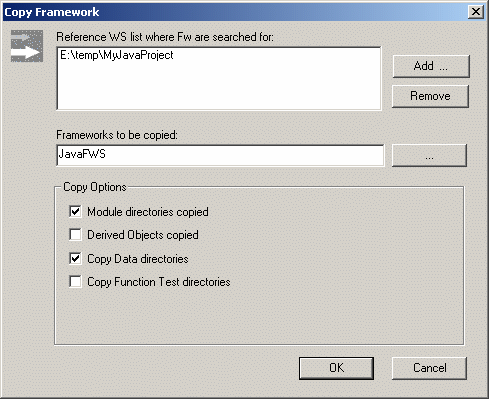 Copy Framework
Reference WS list where Fw are searched for:
E:\temp\MyJavaProject
Add ...
Remove
Frameworks to be copied:
JavaFWS
...
Copy Options
Module directories copied
Derived Objects copied
Copy Data directories
Copy Function Test directories
OK
Cancel